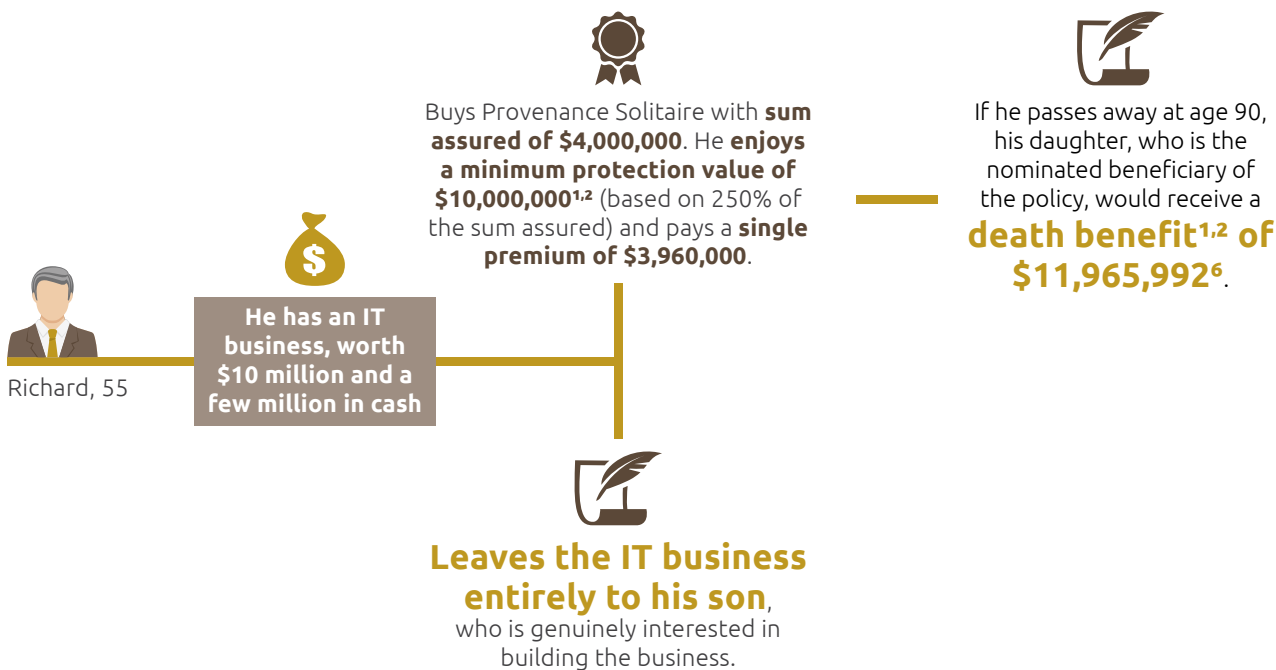 Richard, 55
$
He has an IT
business, worth
$10 million and a
few million in cash
Buys Provenance Solitaire with sum
assured of $4,000,000. He enjoys
a minimum protection value of
$10,000,000¹,² (based on 250% of
the sum assured) and pays a single
premium of $3,960,000.
If he passes away at age 90,
his daughter, who is the
nominated beneficiary of
the policy, would receive a
death benefit¹,² of
$11,965,992⁶.
Leaves the IT business
entirely to his son,
who is genuinely interested in
building the business.